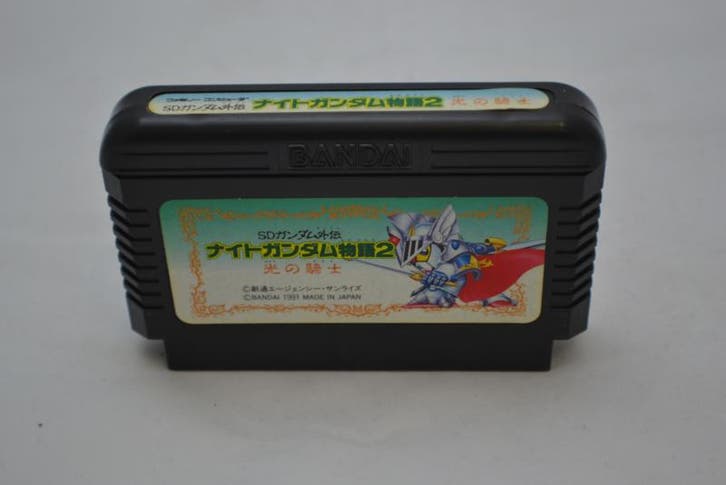 ファミリーコンピュータ
SDガンダム外伝 ナイトガンダム物語2 光の騎士
BANDAI
SDガンダム外伝
ナイトガンダム物語2
光の騎士
©創通エージェンシー・サンライズ
©BANDAI 1991 MADE IN JAPAN